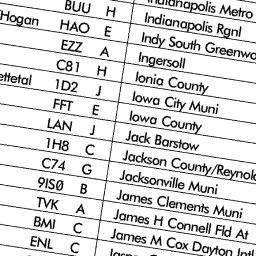 Indianapolis Metro
BUU H Indianapolis Rgnl
/Hogan HAO E Indy South Greenwo
EZZ A Ingersoll
C81 H Ionia County
1D2 J Iowa City Muni
FFT E Iowa County
LAN J Jack Barstow
1H8 C Jackson County/Reynol
C74 G Jacksonville Muni
9IS0 B James Clements Muni
TVK A James H Connell Fld At
BMI C James M Cox Dayton Intl
ENL C